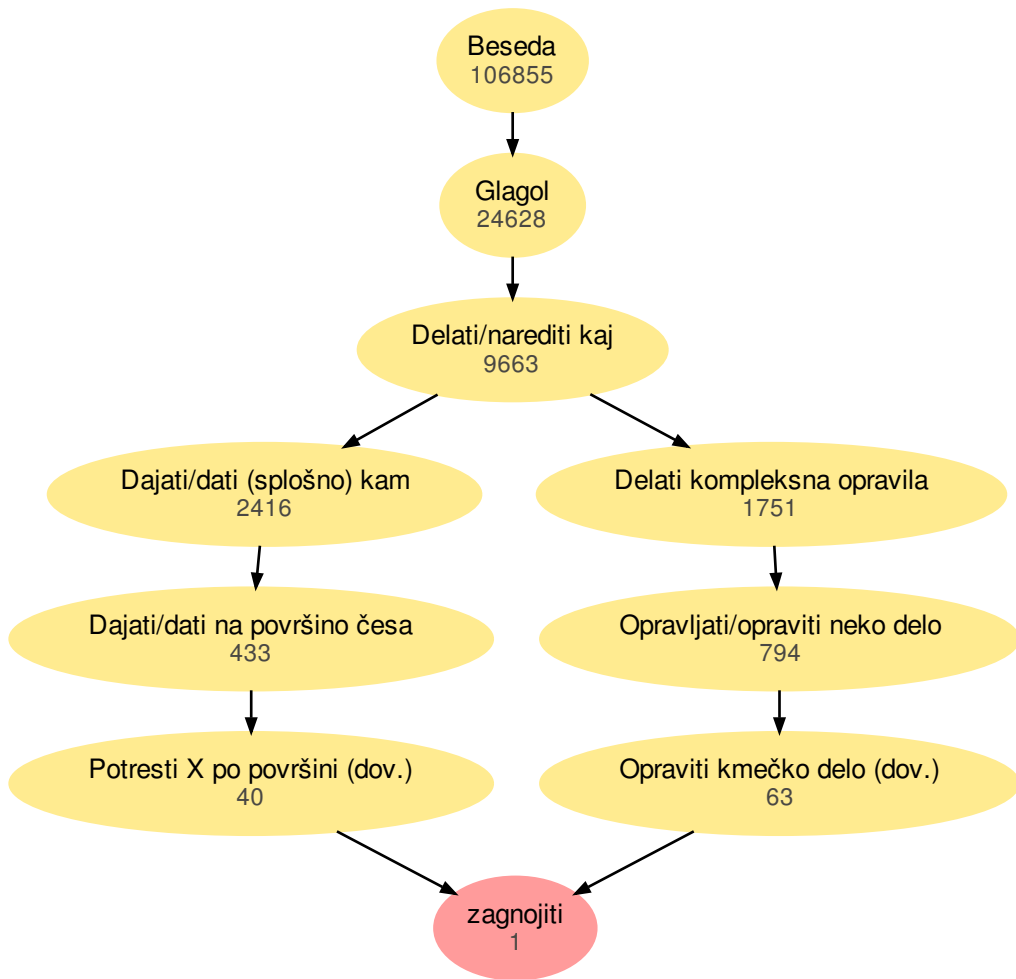 Beseda
106855
Glagol
24628
Delati/narediti kaj
9663
Dajati/dati (splošno) kam
2416
Delati kompleksna opravila
1751
Dajati/dati na površino česa
433
Opravljati/opraviti neko delo
794
Potresti X po površini (dov.)
40
Opraviti kmečko delo (dov.)
63
zagnojiti
1